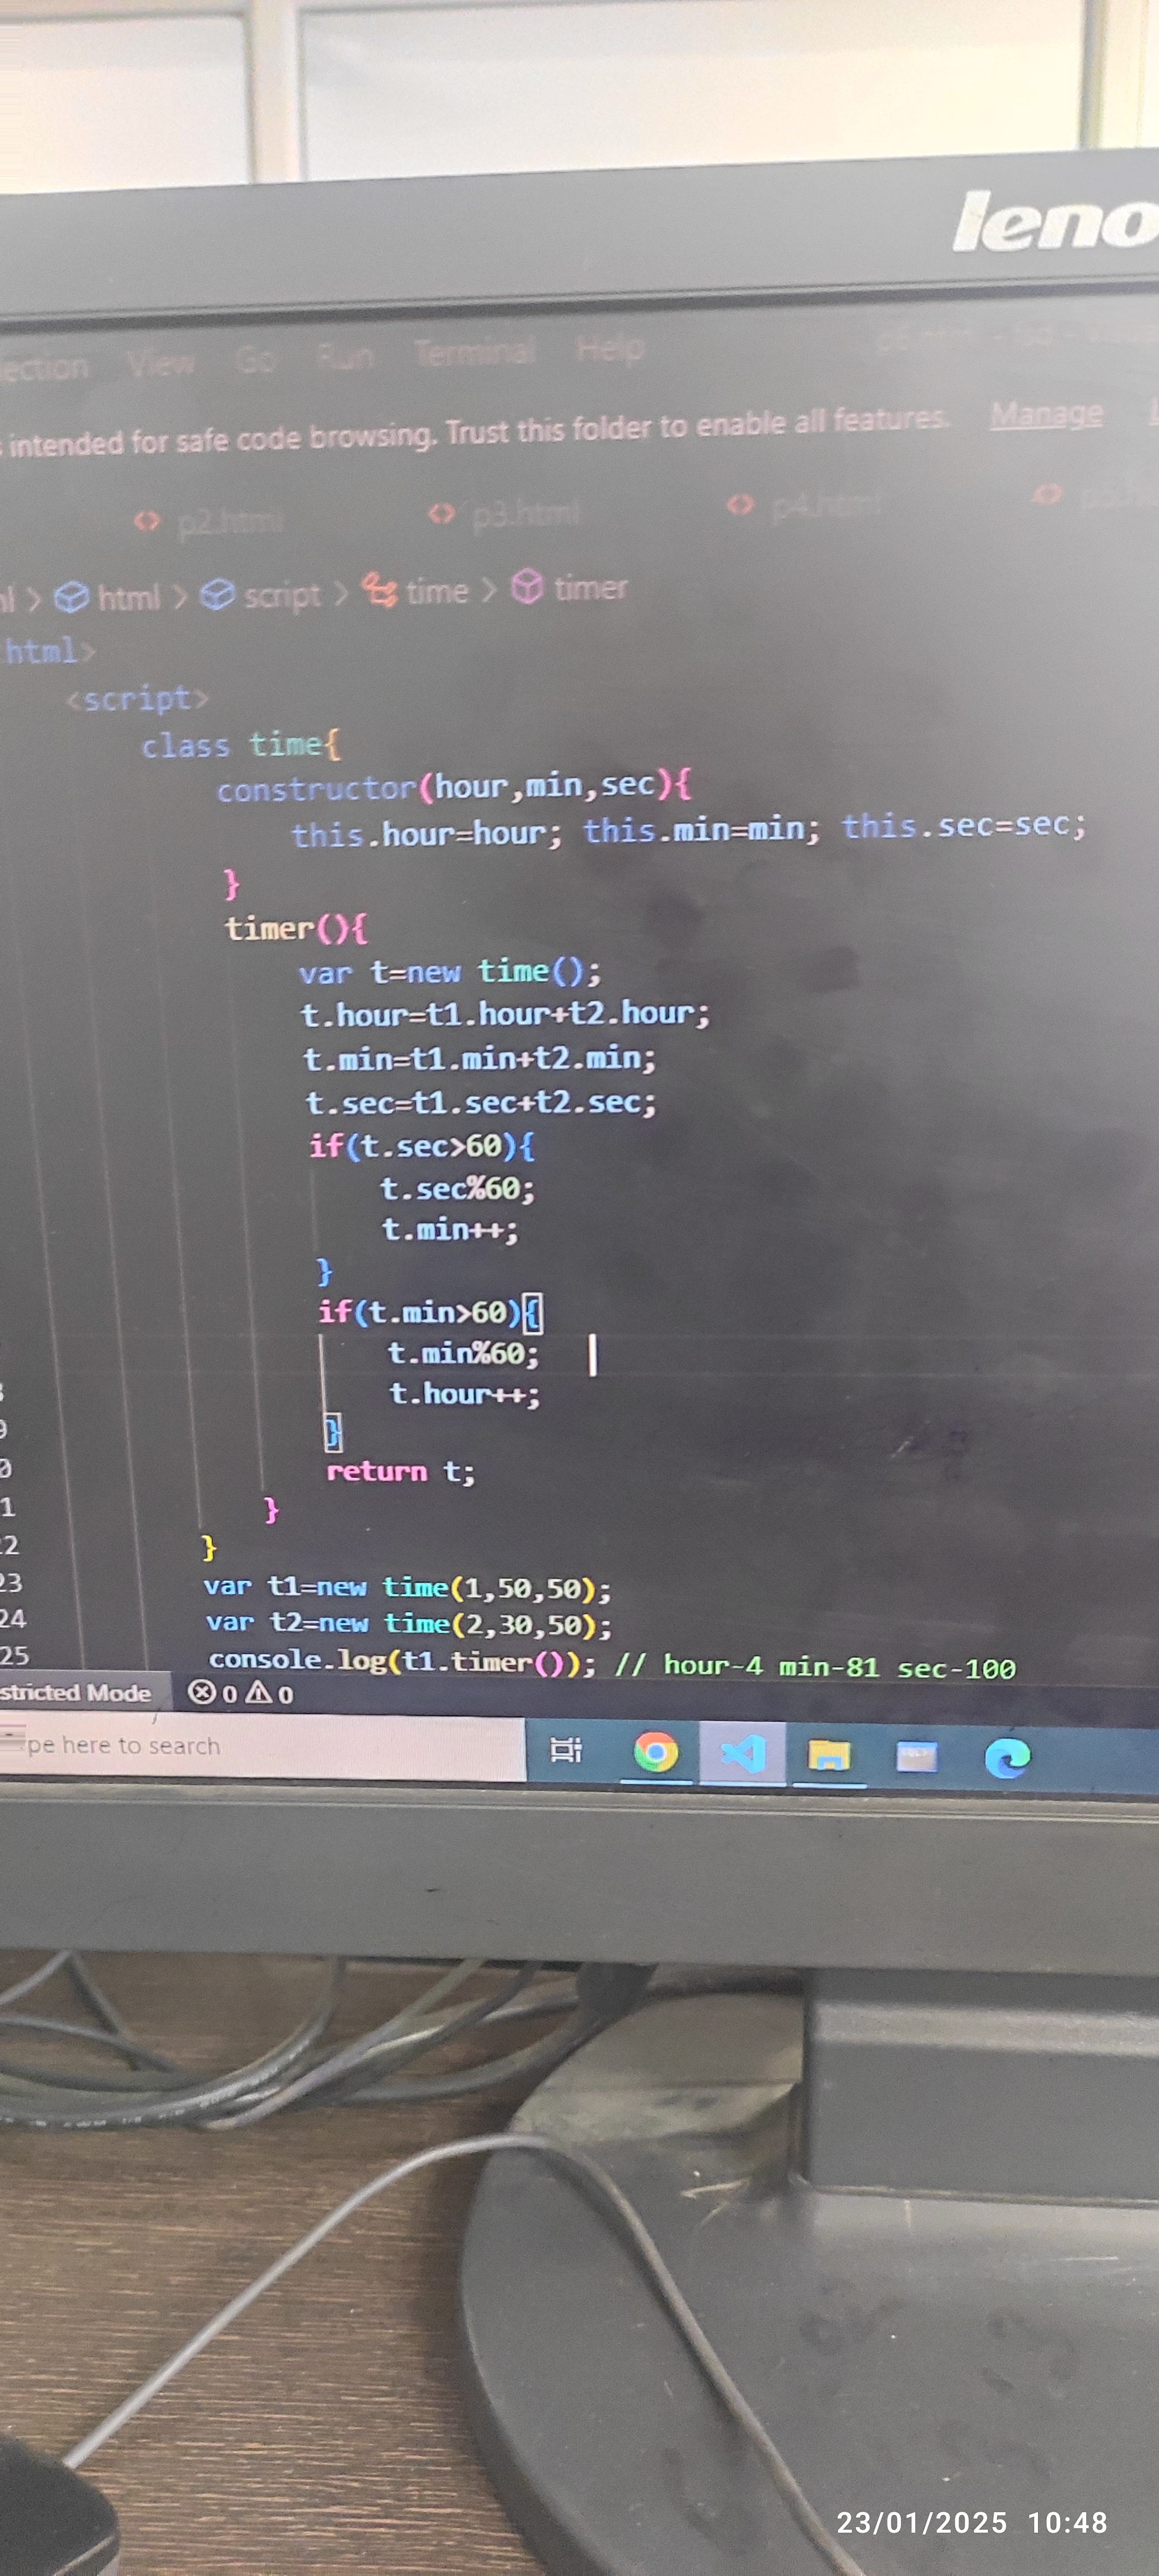 leno
ection View Go Run Terminal Help
intended for safe code browsing. Trust this folder to enable all features. Manage
p2.html p3.html p4.html
html script time timer
html>
<script>
class time{
constructor(hour,min,sec){
this.hour=hour; this.min=min; this.sec=sec;
}
timer(){
var t=new time();
t.hour=t1.hour+t2.hour;
t.min=t1.min+t2.min;
t.sec=t1.sec+t2.sec;
if(t.sec>60){
t.sec%60;
t.min++;
}
if(t.min>60){
t.min%60;
t.hour++;
}
return t;
}
}
23 var t1=new time(1,50,50);
24 var t2=new time(2,30,50);
25 console.log(t1.timer()); // hour-4 min-81 sec-100
stricted Mode 0 0
pe here to search
23/01/2025 10:48